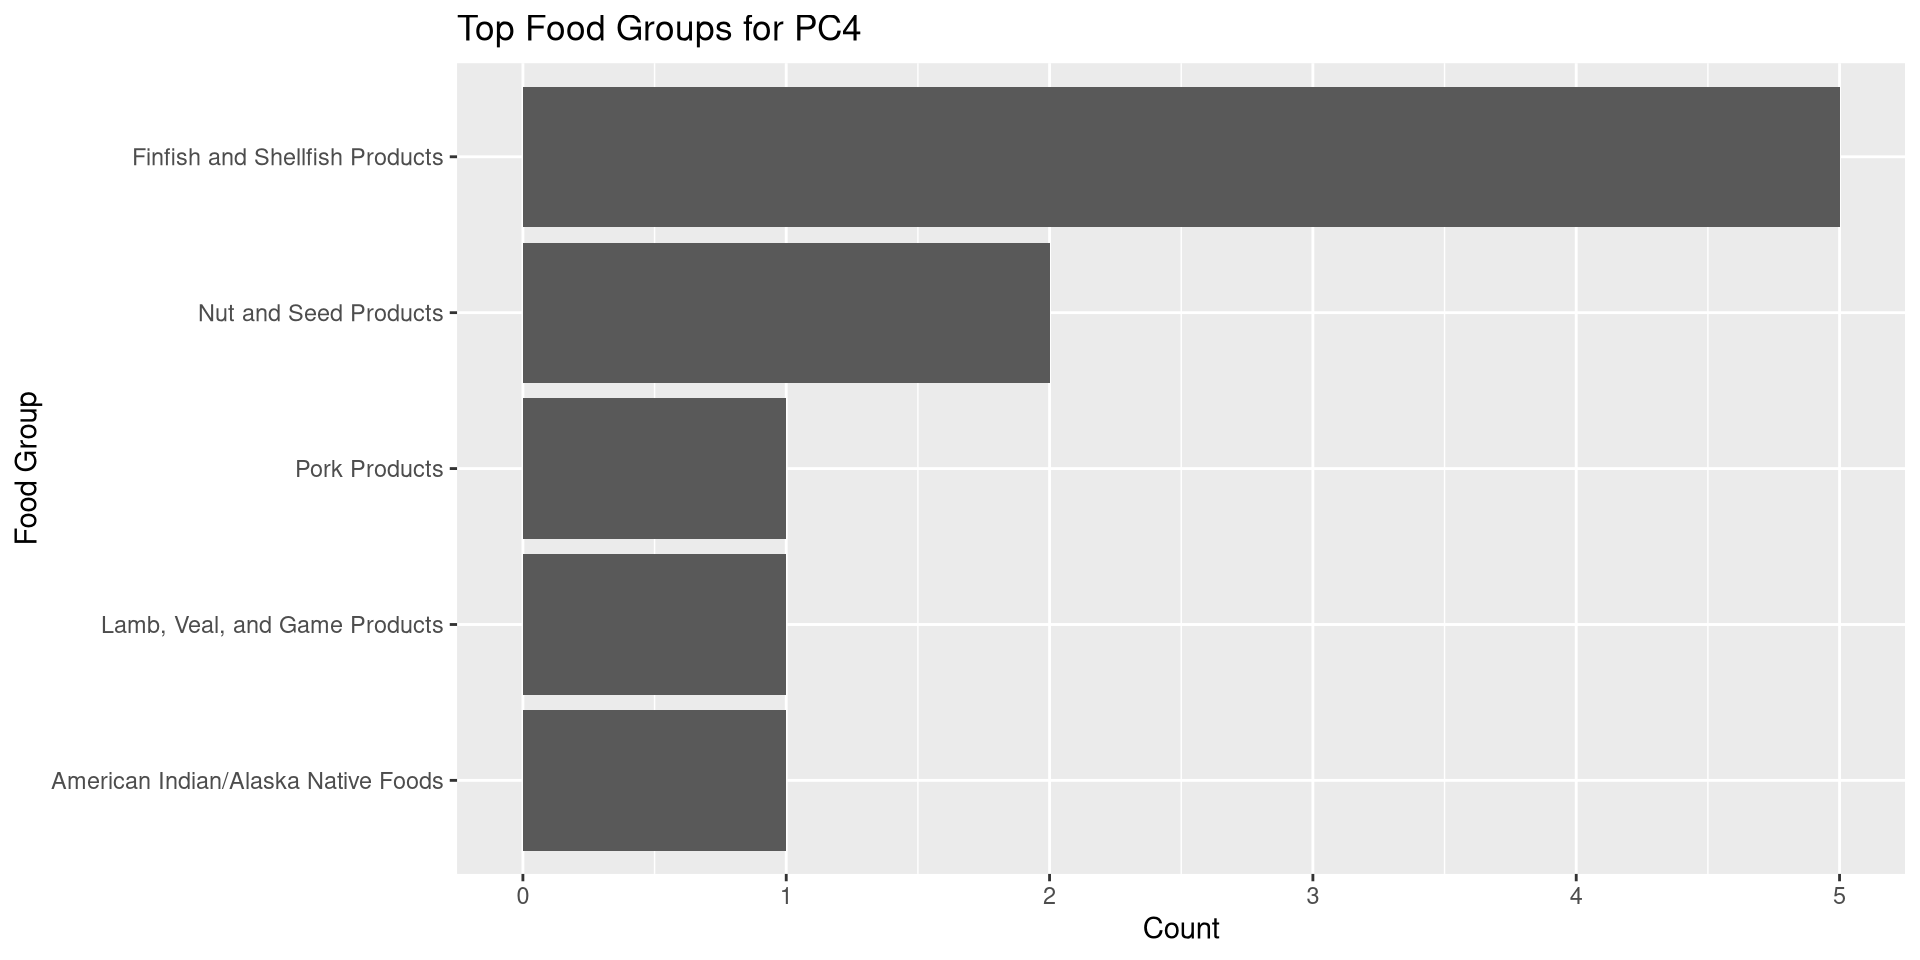 Top Food Groups for PC4
Food Group
Finfish and Shellfish Products
Nut and Seed Products
Pork Products
Lamb, Veal, and Game Products
American Indian/Alaska Native Foods
0 1 2 3 4 5
Count